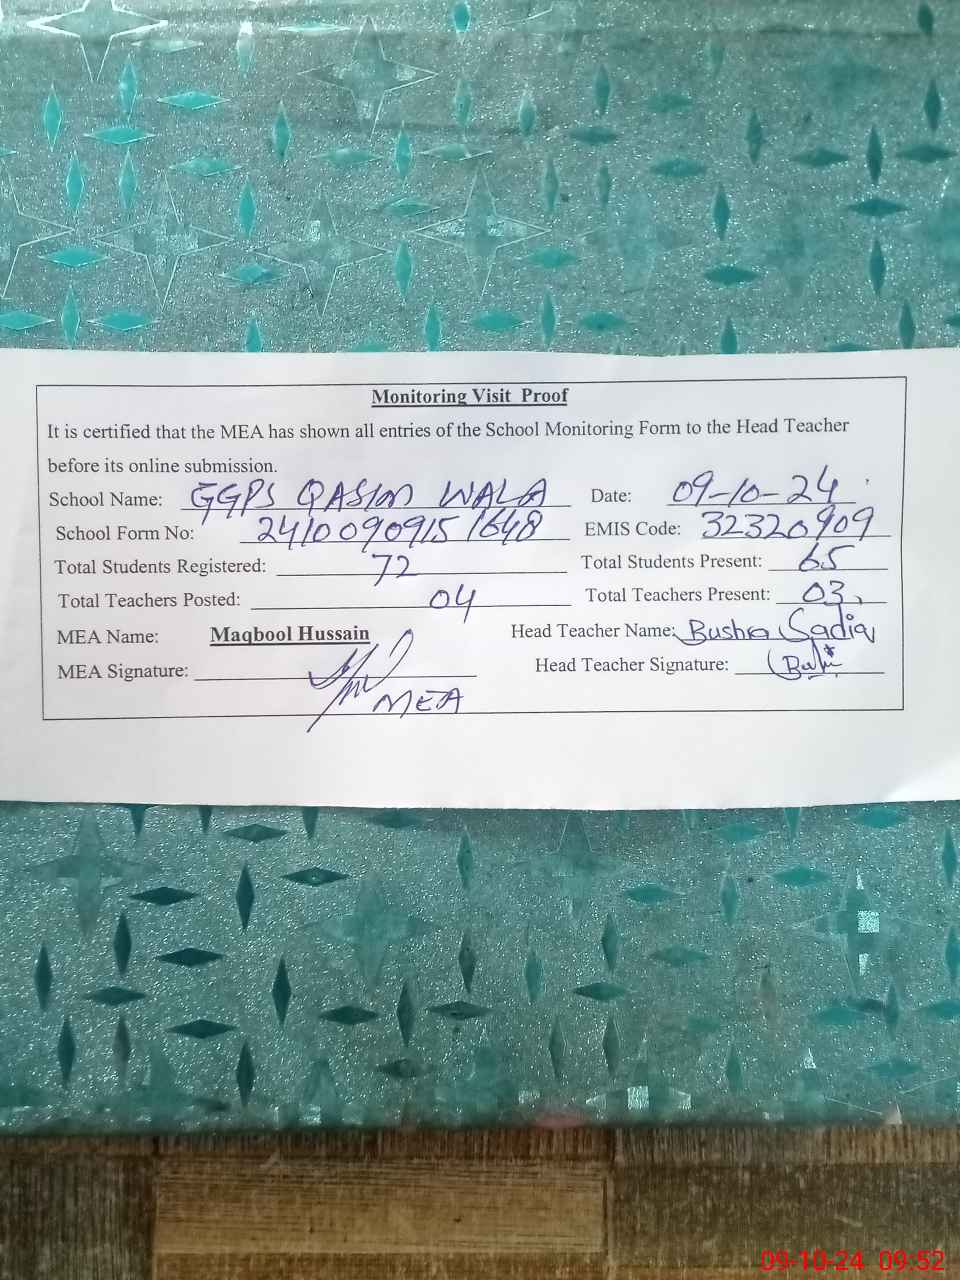 Monitoring Visit Proof
It is certified that the MEA has shown all entries of the School Monitoring Form to the Head Teacher
before its online submission.
School Name: GGPS QASIM WALA Date: 09-10-24
School Form No: 2410090915 1648 EMIS Code: 32320909
Total Students Registered: 72 Total Students Present: 65
Total Teachers Posted: 04 Total Teachers Present: 03
MEA Name: Maqbool Hussain Head Teacher Name: Bushra Sadiq
MEA Signature: Head Teacher Signature:
MEA
09-10-24 09:52